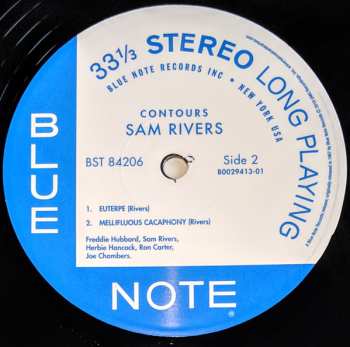 33 1/3 STEREO LONG PLAYING
BLUE NOTE RECORDS INC • NEW YORK USA
CONTOURS
SAM RIVERS
BST 84206
Side 2
B0029413-01
1. EUTERPE (Rivers)
2. MELLIFLUOUS CACAPHONY (Rivers)
Freddie Hubbard, Sam Rivers,
Herbie Hancock, Ron Carter,
Joe Chambers.
BLUE
NOTE
®